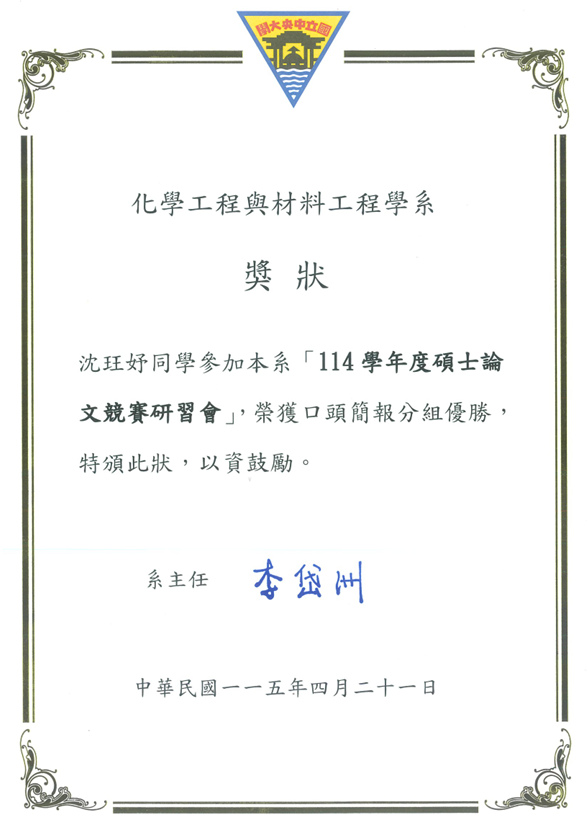 國立中央大學
化學工程與材料工程學系
獎狀
沈玨妤同學參加本系「114學年度碩士論
文競賽研習會」,榮獲口頭簡報分組優勝,
特頒此狀,以資鼓勵。
系主任 李岱洲
中華民國一一五年四月二十一日